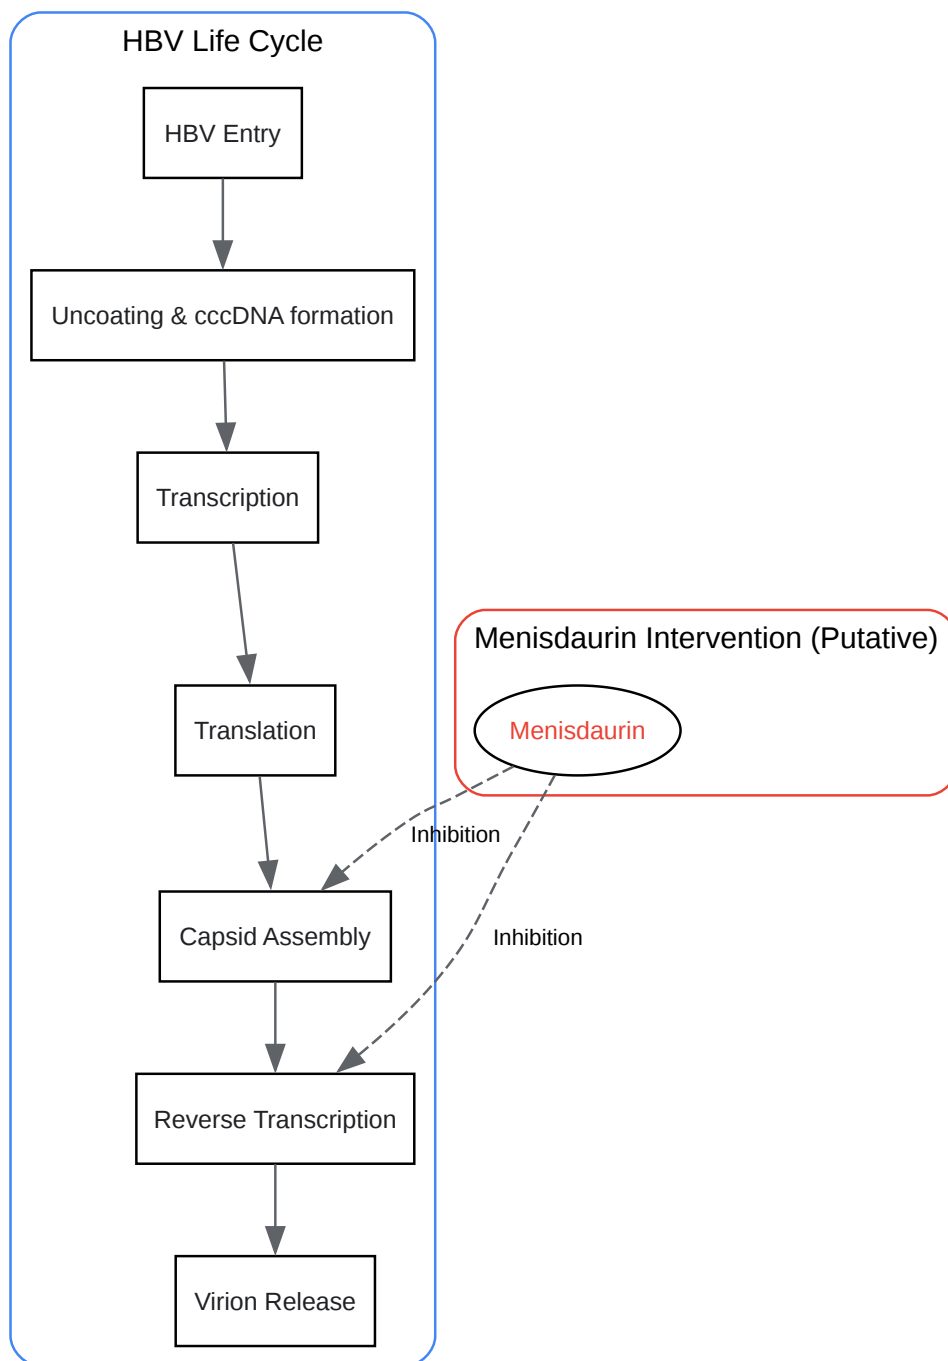 HBV Life Cycle
HBV Entry
Uncoating & cccDNA formation
Transcription
Menisdaurin Intervention (Putative)
Translation
Menisdaurin
Inhibition
Capsid Assembly
Inhibition
Reverse Transcription
Virion Release